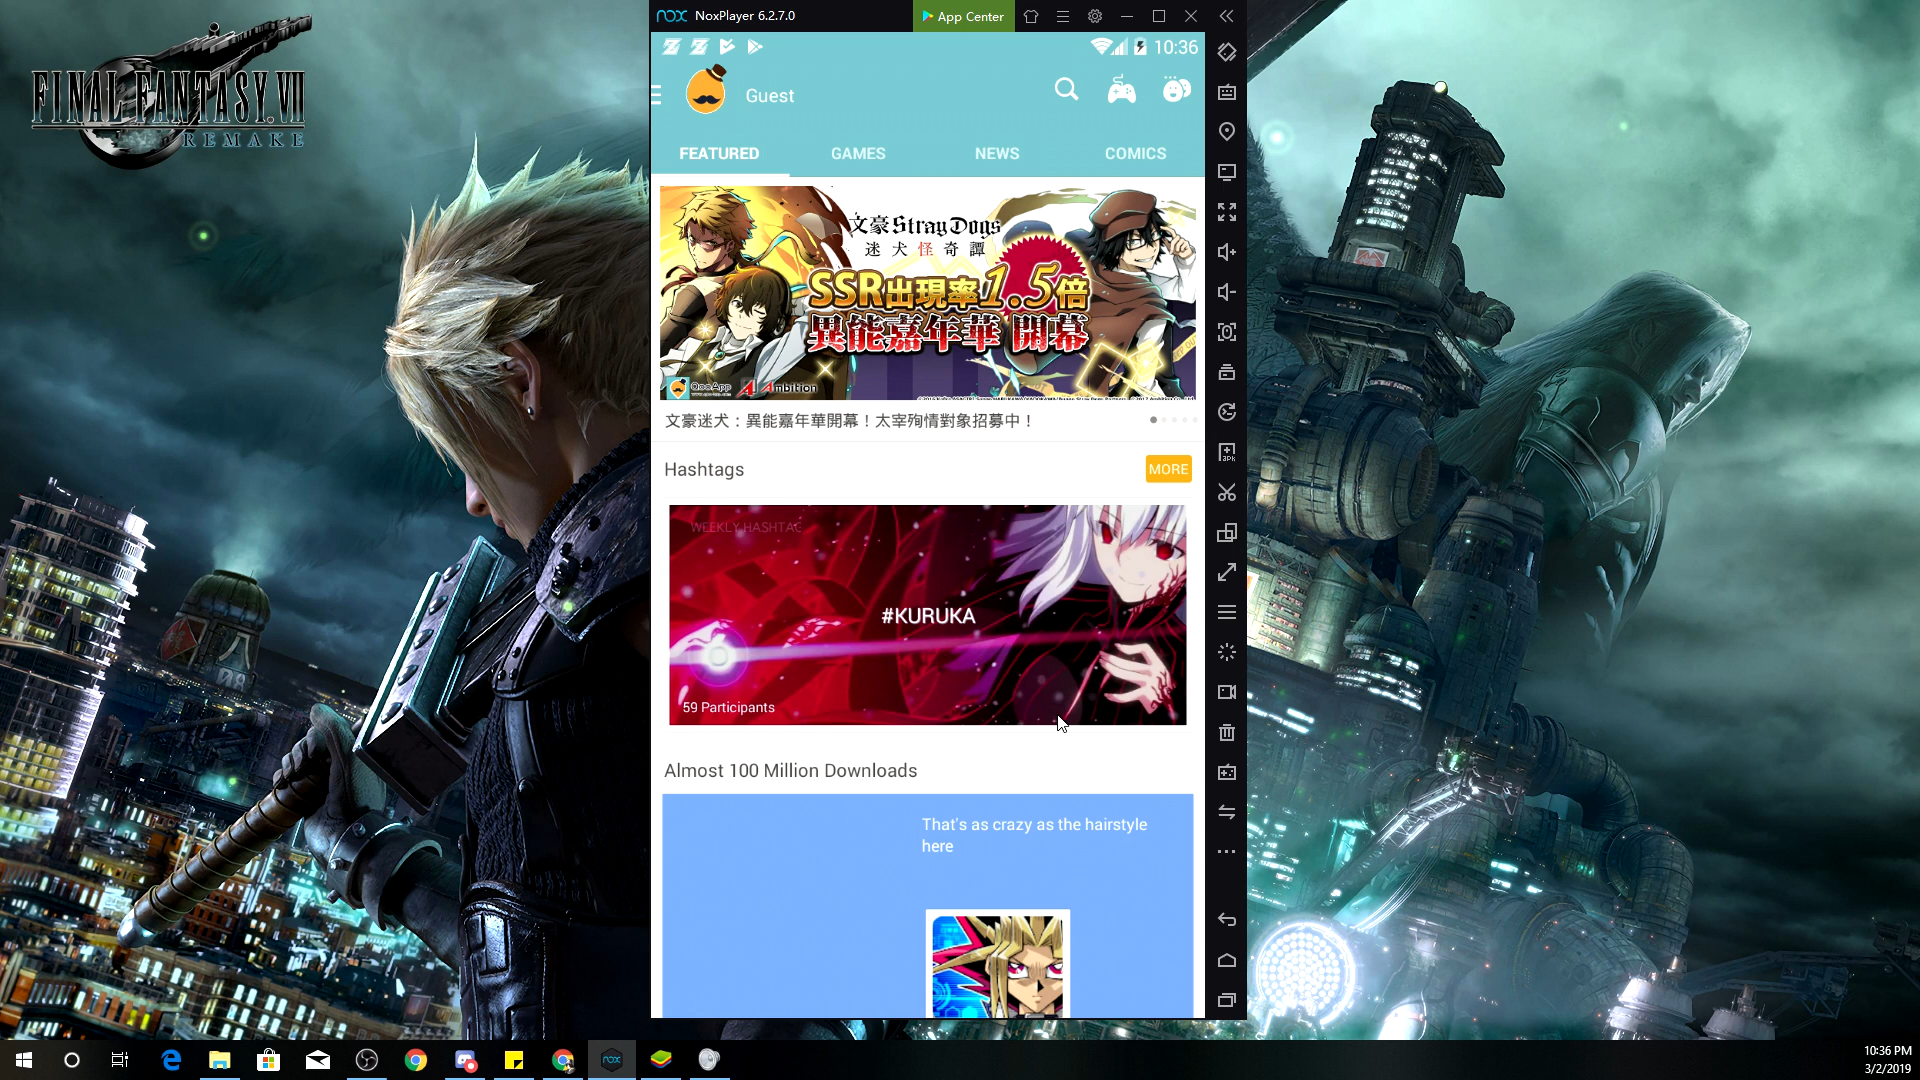 FINAL FANTASY VII
REMAKE
nox NoxPlayer 6.2.7.0
App Center
10:36
Guest
FEATURED GAMES NEWS COMICS
文豪Stray Dogs
迷犬怪奇譚
SSR出現率1.5倍
異能嘉年華 開幕
QooApp Ambition
文豪迷犬：異能嘉年華開幕！太宰殉情對象招募中！
Hashtags
MORE
WEEKLY HASHTAG
#KURUKA
59 Participants
Almost 100 Million Downloads
That's as crazy as the hairstyle
here
nox
10:36 PM
3/2/2019